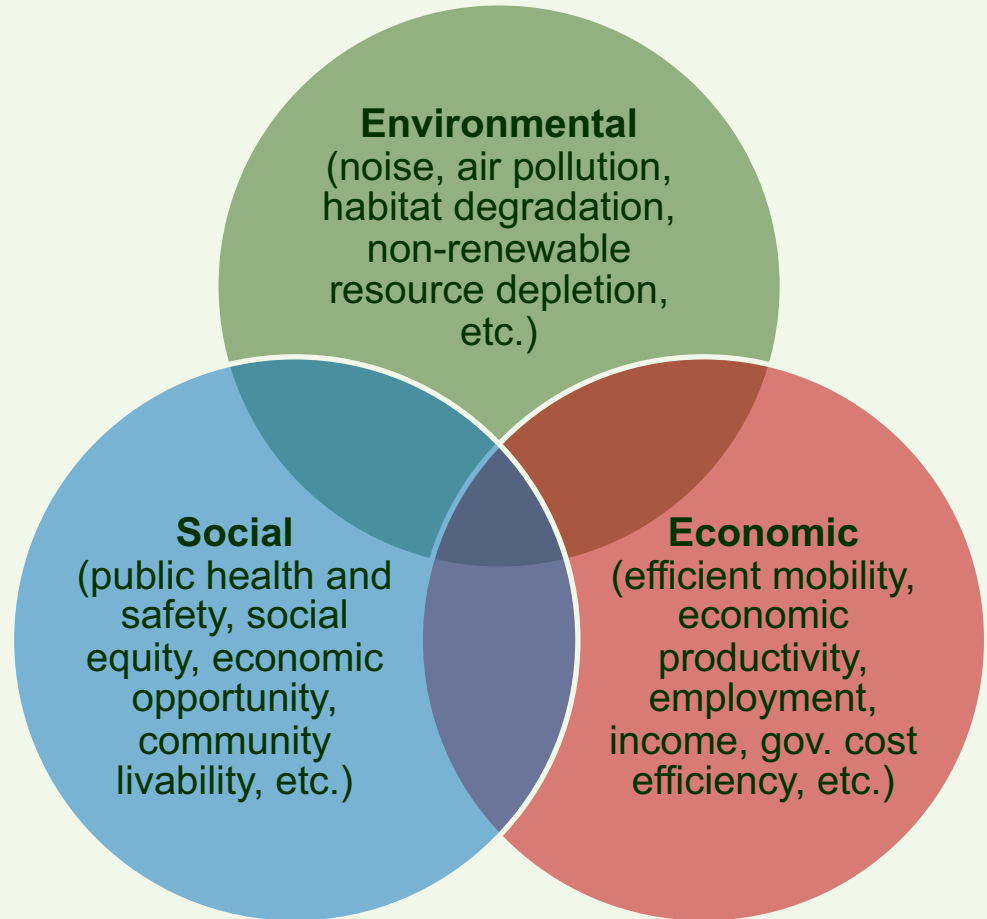 Environmental
(noise, air pollution,
habitat degradation,
non-renewable
resource depletion,
etc.)
Social
(public health and
safety, social
equity, economic
opportunity,
community
livability, etc.)
Economic
(efficient mobility,
economic
productivity,
employment,
income, gov. cost
efficiency, etc.)